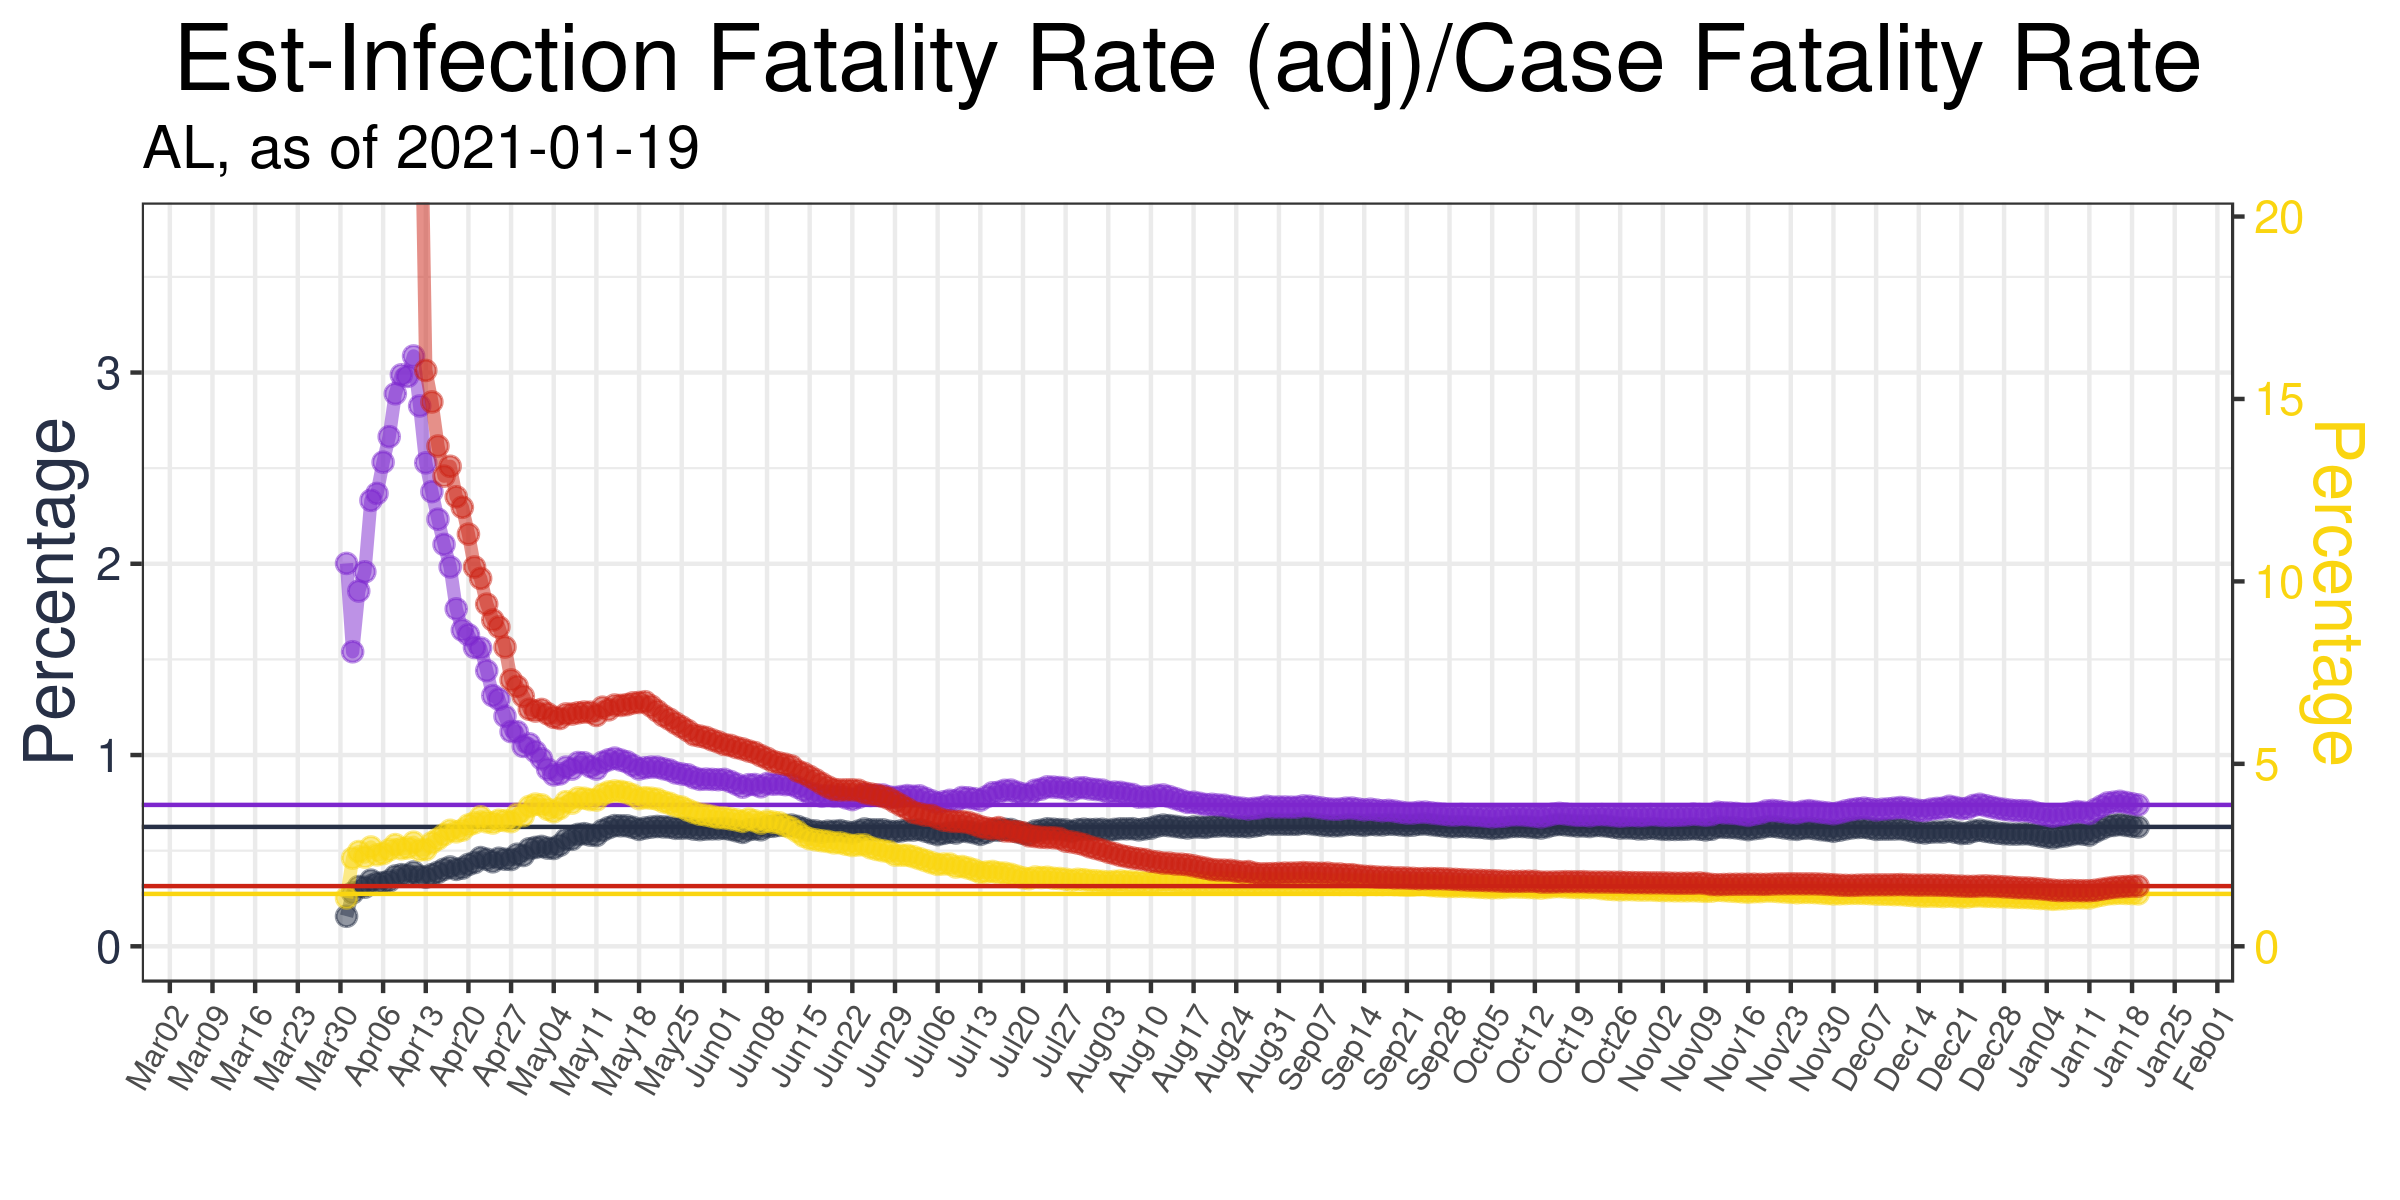 Est-Infection Fatality Rate (adj)/Case Fatality Rate
AL, as of 2021-01-19
Percentage
3
2
1
0
20
15
10
5
0
Percentage
Mar02
Mar09
Mar16
Mar23
Mar30
Apr06
Apr13
Apr20
Apr27
May04
May11
May18
May25
Jun01
Jun08
Jun15
Jun22
Jun29
Jul06
Jul13
Jul20
Jul27
Aug03
Aug10
Aug17
Aug24
Aug31
Sep07
Sep14
Sep21
Sep28
Oct05
Oct12
Oct19
Oct26
Nov02
Nov09
Nov16
Nov23
Nov30
Dec07
Dec14
Dec21
Dec28
Jan04
Jan11
Jan18
Jan25
Feb01